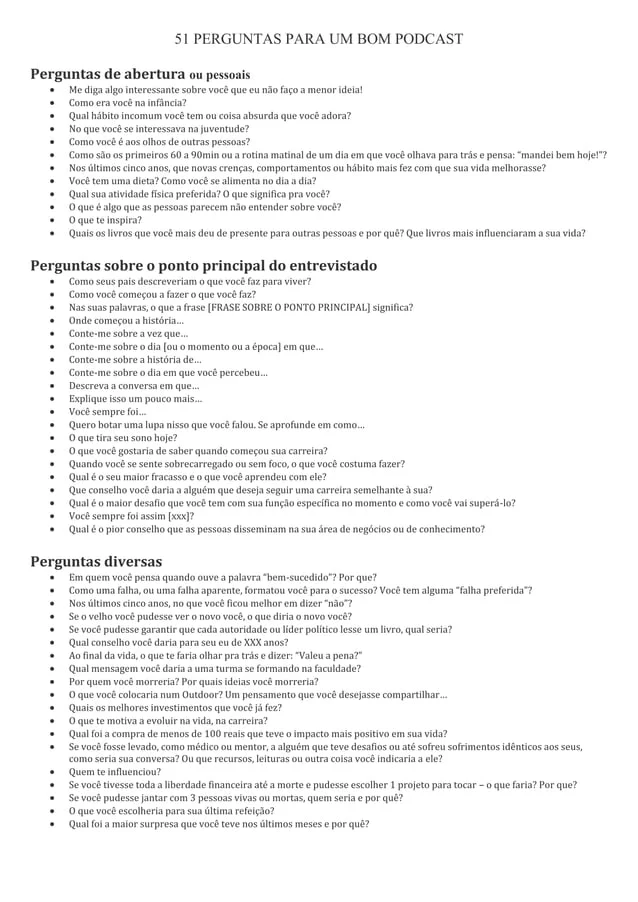 51 PERGUNTAS PARA UM BOM PODCAST
Perguntas de abertura ou pessoais
• Me diga algo interessante sobre você que eu não faço a menor ideia!
• Como era você na infância?
• Qual hábito incomum você tem ou coisa absurda que você adora?
• No que você se interessava na juventude?
• Como você é aos olhos de outras pessoas?
• Como são os primeiros 60 a 90min ou a rotina matinal de um dia em que você olhava para trás e pensa: "mandei bem hoje!"?
• Nos últimos cinco anos, que novas crenças, comportamentos ou hábito mais fez com que sua vida melhorasse?
• Você tem uma dieta? Como você se alimenta no dia a dia?
• Qual sua atividade física preferida? O que significa pra você?
• O que é algo que as pessoas parecem não entender sobre você?
• O que te inspira?
• Quais os livros que você mais deu de presente para outras pessoas e por quê? Que livros mais influenciaram a sua vida?
Perguntas sobre o ponto principal do entrevistado
• Como seus pais descreveriam o que você faz para viver?
• Como você começou a fazer o que você faz?
• Nas suas palavras, o que a frase [FRASE SOBRE O PONTO PRINCIPAL] significa?
• Onde começou a história…
• Conte-me sobre a vez que…
• Conte-me sobre o dia [ou o momento ou a época] em que…
• Conte-me sobre a história de…
• Conte-me sobre o dia em que você percebeu…
• Descreva a conversa em que…
• Explique isso um pouco mais…
• Você sempre foi…
• Quero botar uma lupa nisso que você falou. Se aprofunde em como…
• O que tira seu sono hoje?
• O que você gostaria de saber quando começou sua carreira?
• Quando você se sente sobrecarregado ou sem foco, o que você costuma fazer?
• Qual é o seu maior fracasso e o que você aprendeu com ele?
• Que conselho você daria a alguém que deseja seguir uma carreira semelhante à sua?
• Qual é o maior desafio que você tem com sua função específica no momento e como você vai superá-lo?
• Você sempre foi assim [xxx]?
• Qual é o pior conselho que as pessoas disseminam na sua área de negócios ou de conhecimento?
Perguntas diversas
• Em quem você pensa quando ouve a palavra "bem-sucedido"? Por que?
• Como uma falha, ou uma falha aparente, formatou você para o sucesso? Você tem alguma "falha preferida"?
• Nos últimos cinco anos, no que você ficou melhor em dizer "não"?
• Se o velho você pudesse ver o novo você, o que diria o novo você?
• Se você pudesse garantir que cada autoridade ou líder político lesse um livro, qual seria?
• Qual conselho você daria para seu eu de XXX anos?
• Ao final da vida, o que te faria olhar pra trás e dizer: "Valeu a pena?"
• Qual mensagem você daria a uma turma se formando na faculdade?
• Por quem você morreria? Por quais ideias você morreria?
• O que você colocaria num Outdoor? Um pensamento que você desejasse compartilhar…
• Quais os melhores investimentos que você já fez?
• O que te motiva a evoluir na vida, na carreira?
• Qual foi a compra de menos de 100 reais que teve o impacto mais positivo em sua vida?
• Se você fosse levado, como médico ou mentor, a alguém que teve desafios ou até sofreu sofrimentos idênticos aos seus,
como seria sua conversa? Ou que recursos, leituras ou outra coisa você indicaria a ele?
• Quem te influenciou?
• Se você tivesse toda a liberdade financeira até a morte e pudesse escolher 1 projeto para tocar – o que faria? Por que?
• Se você pudesse jantar com 3 pessoas vivas ou mortas, quem seria e por quê?
• O que você escolheria para sua última refeição?
• Qual foi a maior surpresa que você teve nos últimos meses e por quê?